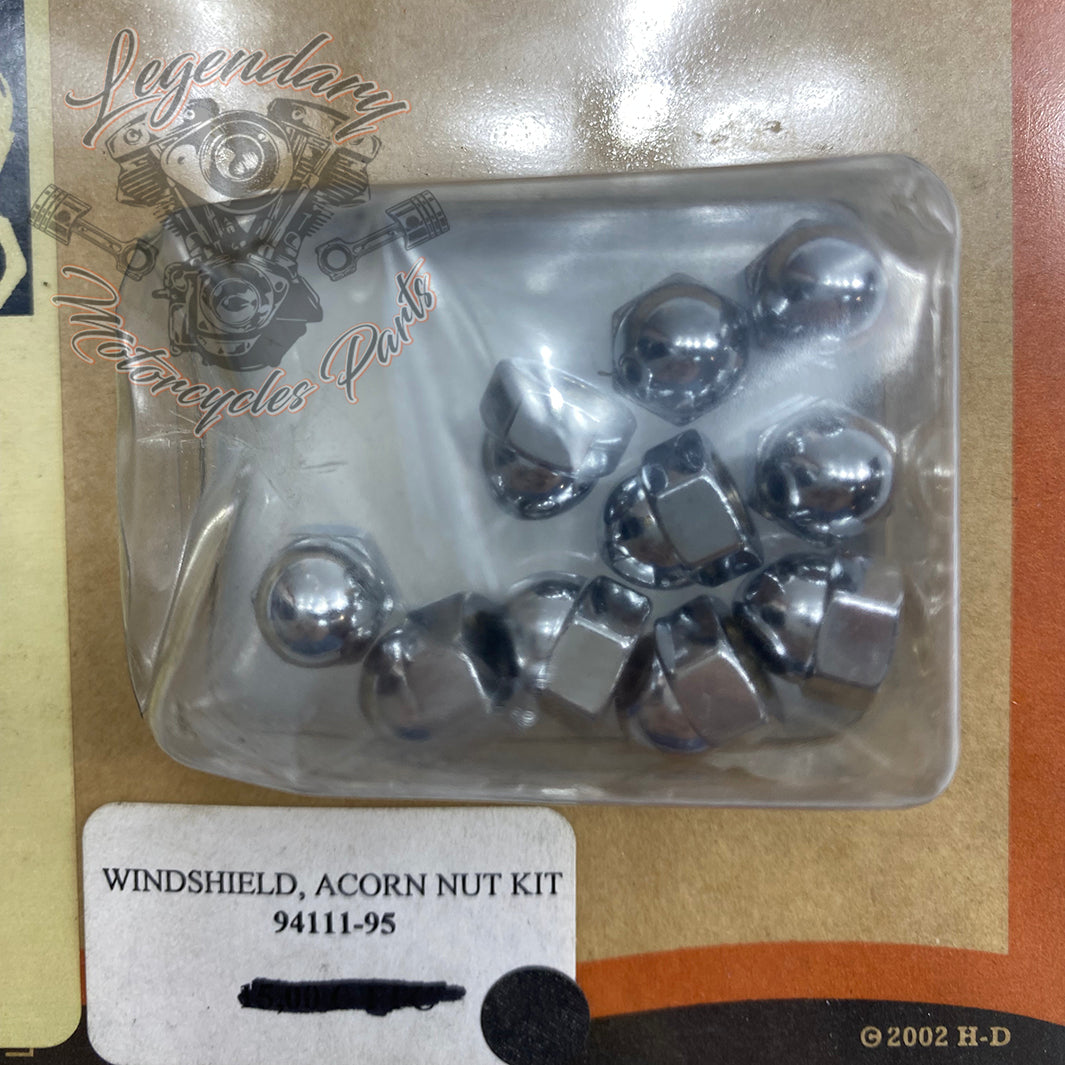 Legendary
Motorcycles Parts
WINDSHIELD, ACORN NUT KIT
94111-95
© 2002 H-D